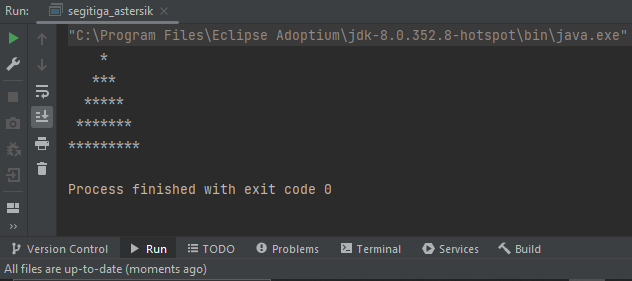 Run: segitiga_astersik ×
"C:\Program Files\Eclipse Adoptium\jdk-8.0.352.8-hotspot\bin\java.exe"
    *
   ***
  *****
 *******
*********
Process finished with exit code 0
Version Control Run TODO Problems Terminal Services Build
All files are up-to-date (moments ago)